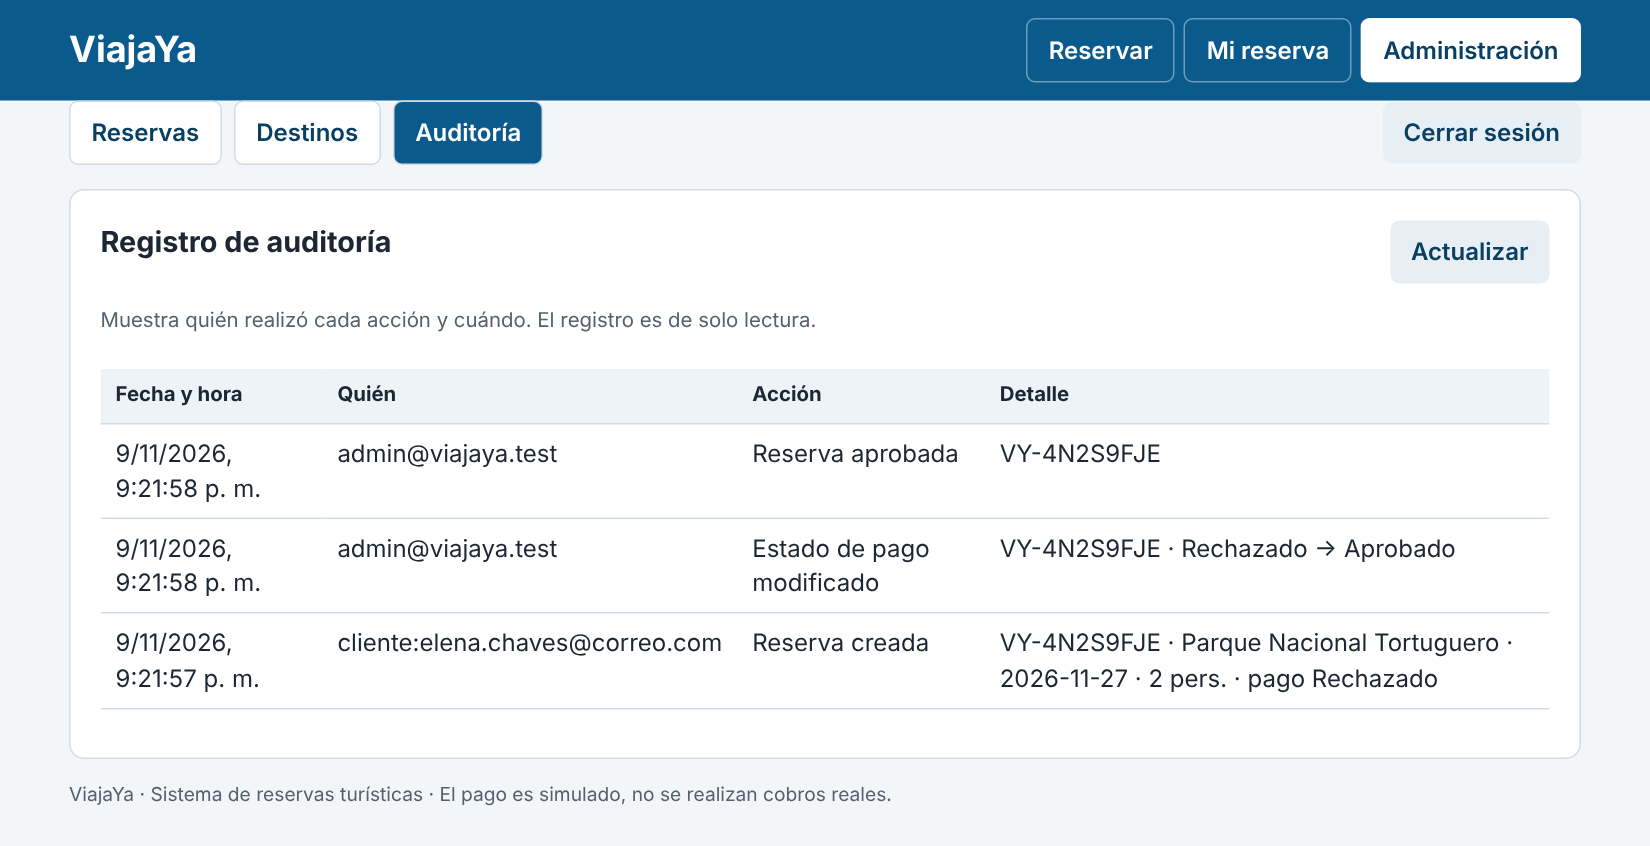 ViajaYa
Reservar
Mi reserva
Administración
Reservas
Destinos
Auditoría
Cerrar sesión
Registro de auditoría
Actualizar
Muestra quién realizó cada acción y cuándo. El registro es de solo lectura.
Fecha y hora
Quién
Acción
Detalle
9/11/2026,
9:21:58 p. m.
admin@viajaya.test
Reserva aprobada
VY-4N2S9FJE
9/11/2026,
9:21:58 p. m.
admin@viajaya.test
Estado de pago
modificado
VY-4N2S9FJE · Rechazado → Aprobado
9/11/2026,
9:21:57 p. m.
cliente:elena.chaves@correo.com
Reserva creada
VY-4N2S9FJE · Parque Nacional Tortuguero ·
2026-11-27 · 2 pers. · pago Rechazado
ViajaYa · Sistema de reservas turísticas · El pago es simulado, no se realizan cobros reales.